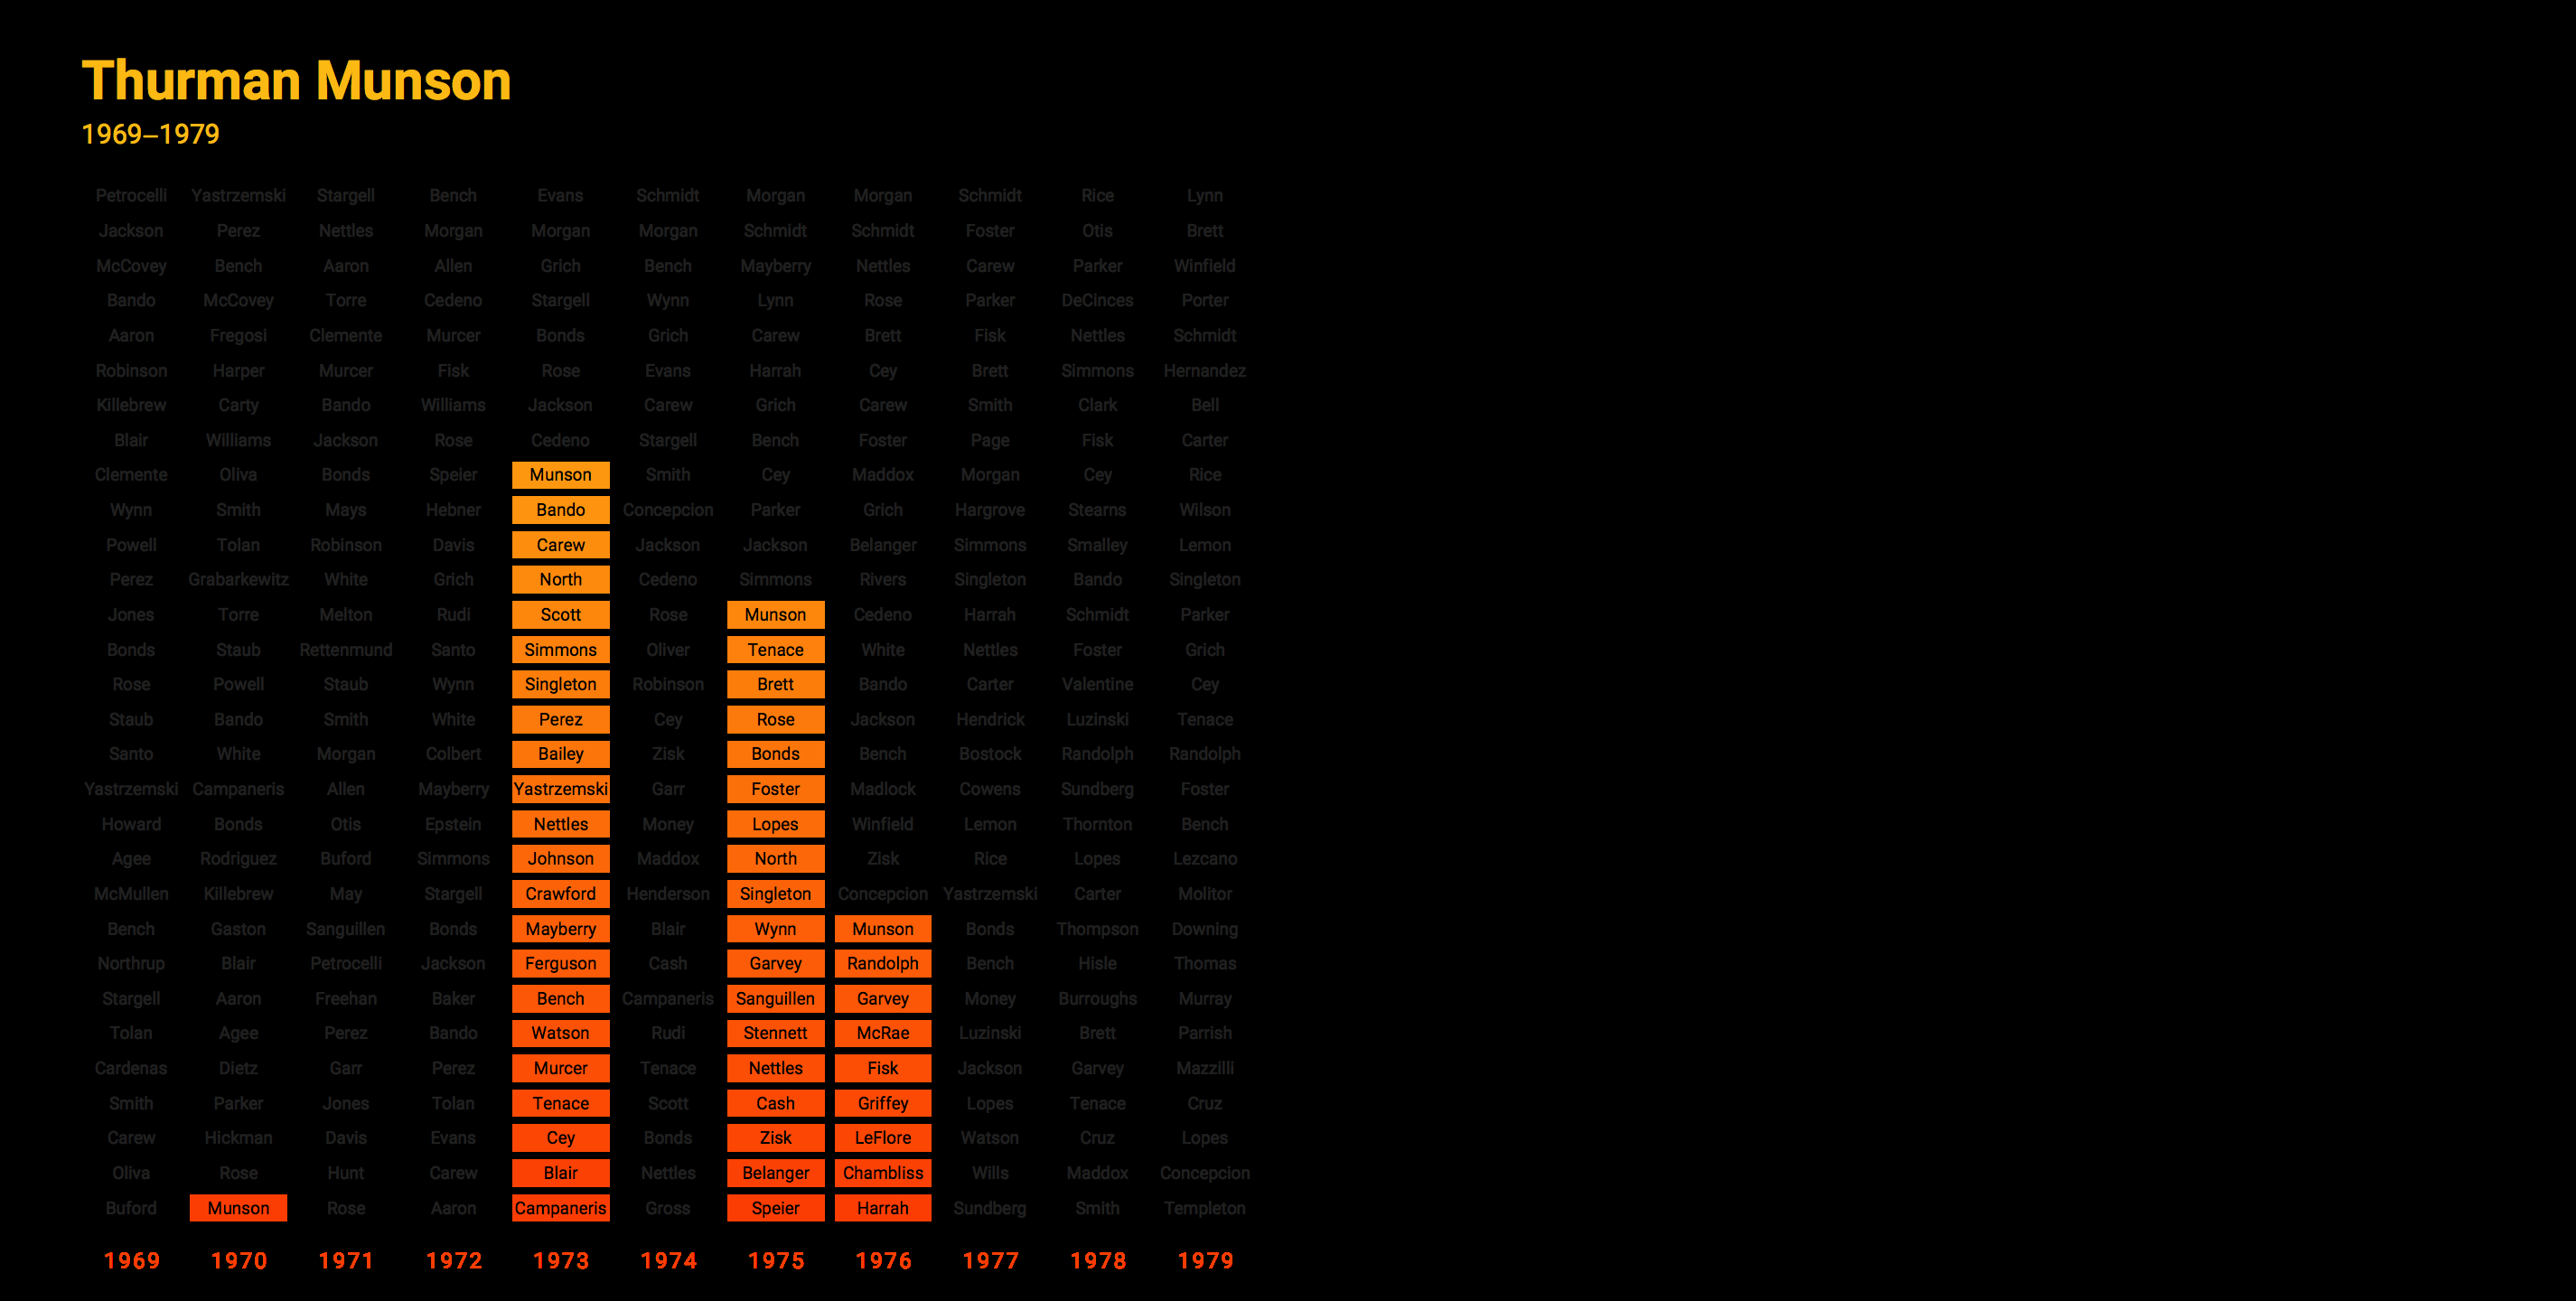 Thurman Munson
1969–1979
Petrocelli Yastrzemski Stargell Bench Evans Schmidt Morgan Morgan Schmidt Rice Lynn
Jackson Perez Nettles Morgan Morgan Morgan Schmidt Schmidt Foster Otis Brett
McCovey Bench Aaron Allen Grich Bench Mayberry Nettles Carew Parker Winfield
Bando McCovey Torre Cedeno Stargell Wynn Lynn Rose Parker DeCinces Porter
Aaron Fregosi Clemente Murcer Bonds Grich Carew Brett Fisk Nettles Schmidt
Robinson Harper Murcer Fisk Rose Evans Harrah Cey Brett Simmons Hernandez
Killebrew Carty Bando Williams Jackson Carew Grich Carew Smith Clark Bell
Blair Williams Jackson Rose Cedeno Stargell Bench Foster Page Fisk Carter
Clemente Oliva Bonds Speier Munson Smith Cey Maddox Morgan Cey Rice
Wynn Smith Mays Hebner Bando Concepcion Parker Grich Hargrove Stearns Wilson
Powell Tolan Robinson Davis Carew Jackson Jackson Belanger Simmons Smalley Lemon
Perez Grabarkewitz White Grich North Cedeno Simmons Rivers Singleton Bando Singleton
Jones Torre Melton Rudi Scott Rose Munson Cedeno Harrah Schmidt Parker
Bonds Staub Rettenmund Santo Simmons Oliver Tenace White Nettles Foster Grich
Rose Powell Staub Wynn Singleton Robinson Brett Bando Carter Valentine Cey
Staub Bando Smith White Perez Cey Rose Jackson Hendrick Luzinski Tenace
Santo White Morgan Colbert Bailey Zisk Bonds Bench Bostock Randolph Randolph
Yastrzemski Campaneris Allen Mayberry Yastrzemski Garr Foster Madlock Cowens Sundberg Foster
Howard Bonds Otis Epstein Nettles Money Lopes Winfield Lemon Thornton Bench
Agee Rodriguez Buford Simmons Johnson Maddox North Zisk Rice Lopes Lezcano
McMullen Killebrew May Stargell Crawford Henderson Singleton Concepcion Yastrzemski Carter Molitor
Bench Gaston Sanguillen Bonds Mayberry Blair Wynn Munson Bonds Thompson Downing
Northrup Blair Petrocelli Jackson Ferguson Cash Garvey Randolph Bench Hisle Thomas
Stargell Aaron Freehan Baker Bench Campaneris Sanguillen Garvey Money Burroughs Murray
Tolan Agee Perez Bando Watson Rudi Stennett McRae Luzinski Brett Parrish
Cardenas Dietz Garr Perez Murcer Tenace Nettles Fisk Jackson Garvey Mazzilli
Smith Parker Jones Tolan Tenace Scott Cash Griffey Lopes Tenace Cruz
Carew Hickman Davis Evans Cey Bonds Zisk LeFlore Watson Cruz Lopes
Oliva Rose Hunt Carew Blair Nettles Belanger Chambliss Wills Maddox Concepcion
Buford Munson Rose Aaron Campaneris Gross Speier Harrah Sundberg Smith Templeton
1969 1970 1971 1972 1973 1974 1975 1976 1977 1978 1979